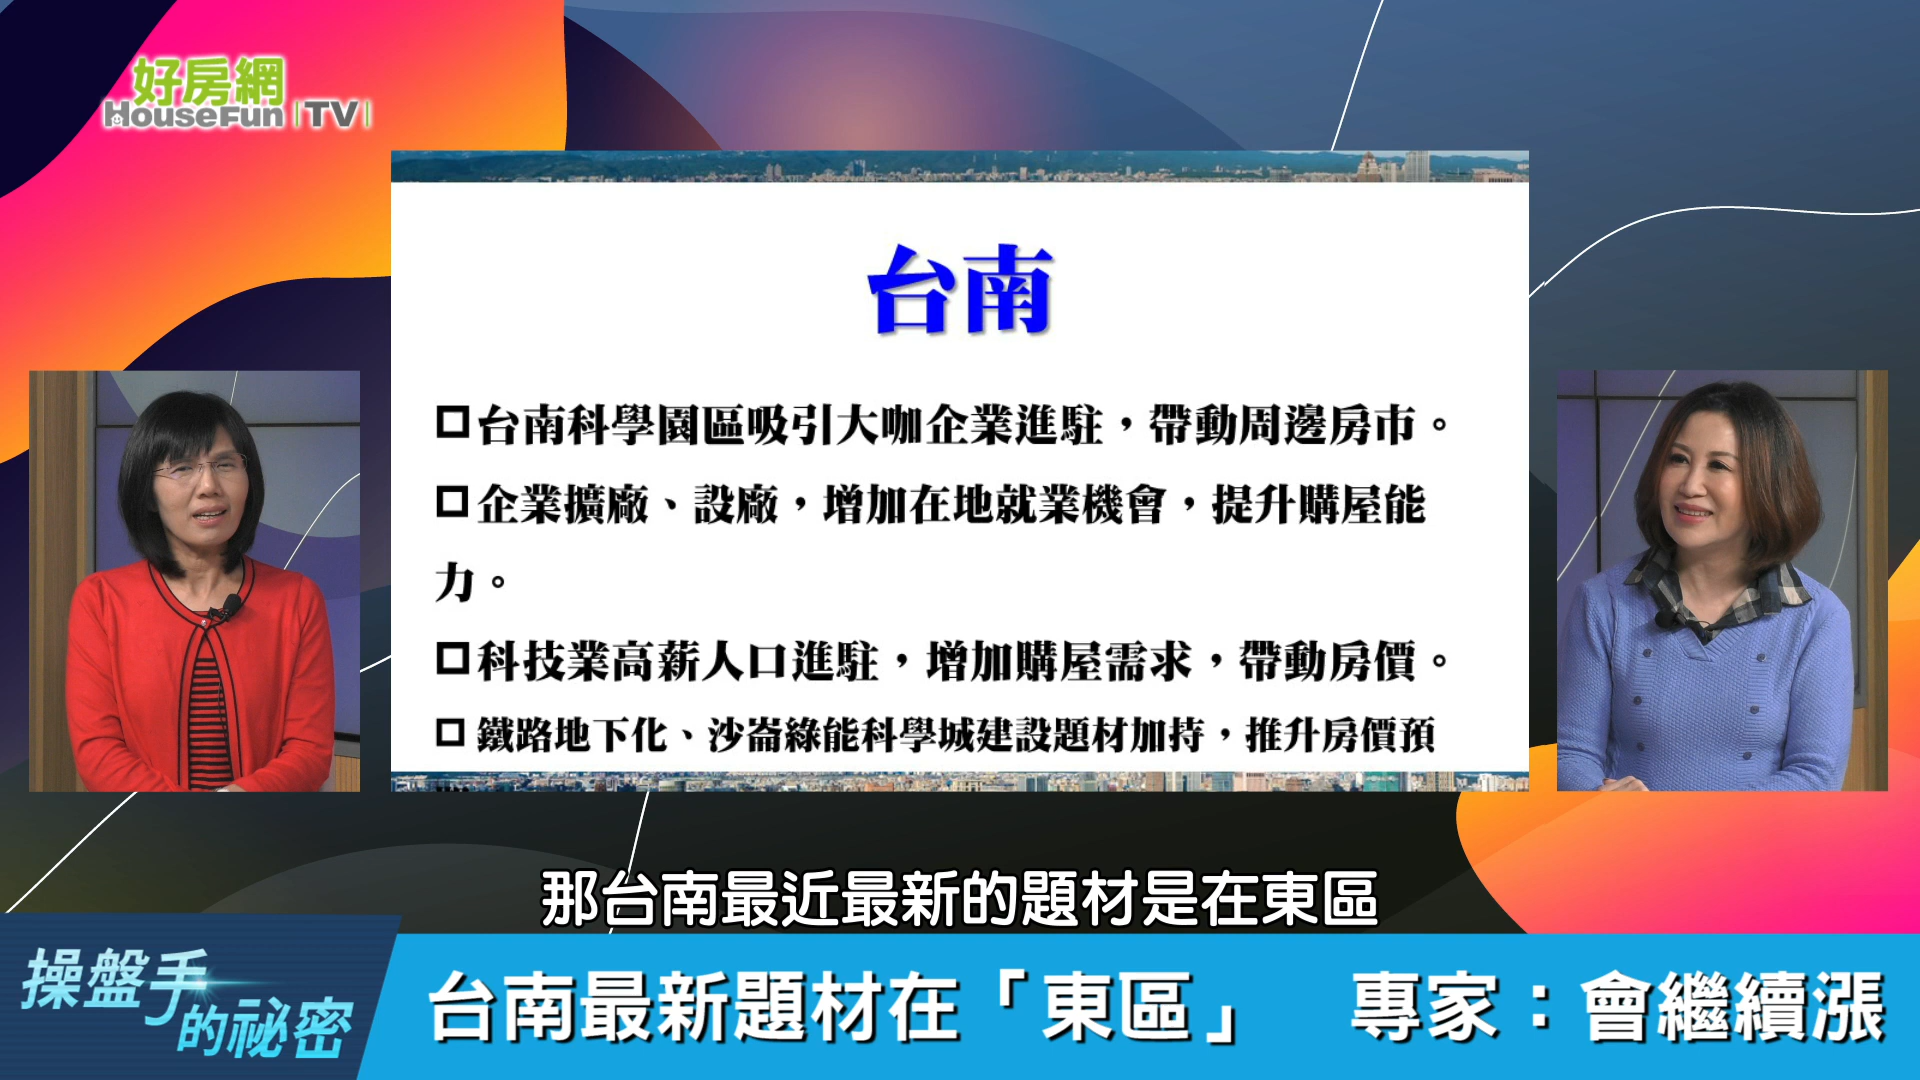 好房網
HouseFun TV
台南
台南科學園區吸引大咖企業進駐，帶動周邊房市。
企業擴廠、設廠，增加在地就業機會，提升購屋能
力。
科技業高薪人口進駐，增加購屋需求，帶動房價。
鐵路地下化、沙崙綠能科學城建設題材加持，推升房價預
那台南最近最新的題材是在東區
操盤手
的祕密
台南最新題材在「東區」 專家：會繼續漲